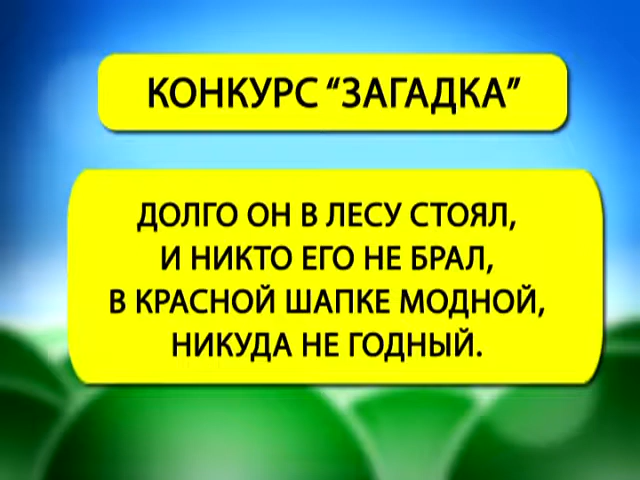 КОНКУРС “ЗАГАДКА”
ДОЛГО ОН В ЛЕСУ СТОЯЛ,
И НИКТО ЕГО НЕ БРАЛ,
В КРАСНОЙ ШАПКЕ МОДНОЙ,
НИКУДА НЕ ГОДНЫЙ.